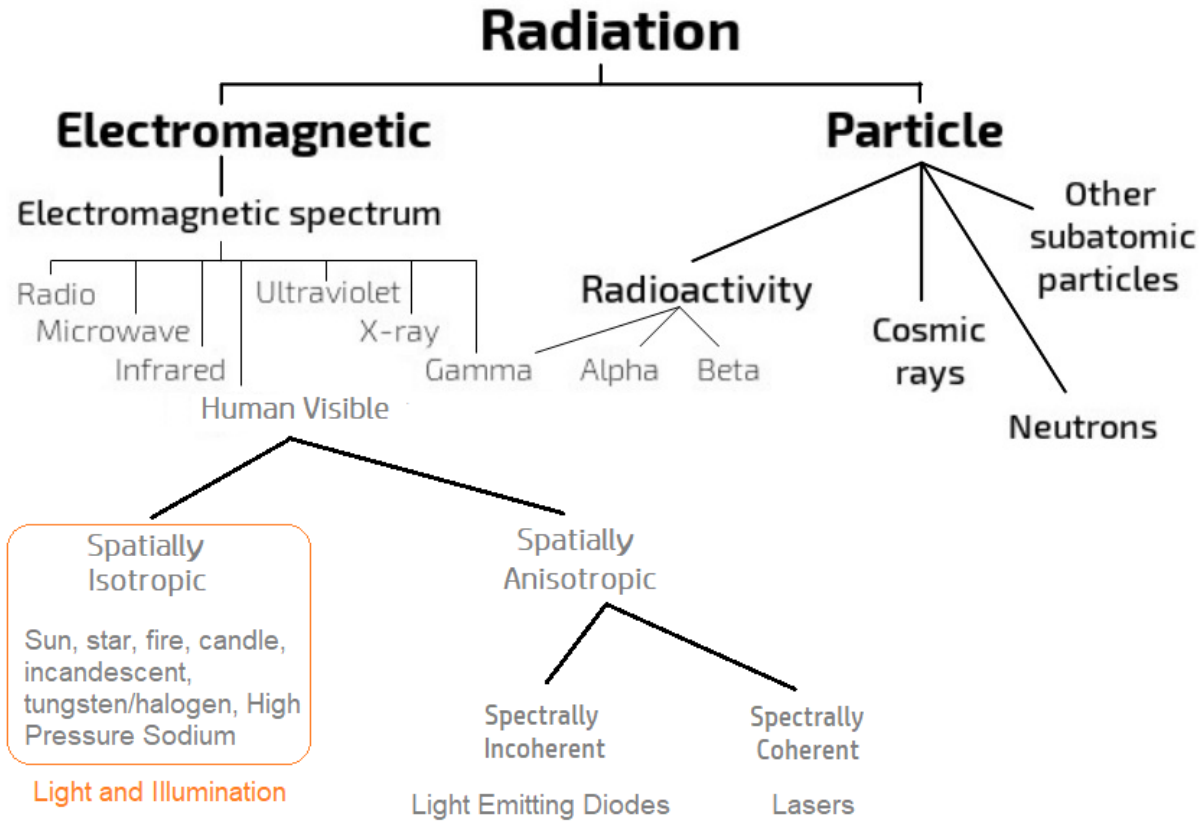 Radiation
Electromagnetic
Particle
Electromagnetic spectrum
Radio
Microwave
Infrared
Human Visible
Ultraviolet
X-ray
Gamma
Radioactivity
Alpha
Beta
Cosmic
rays
Neutrons
Other
subatomic
particles
Spatially
Isotropic
Sun, star, fire, candle,
incandescent,
tungsten/halogen, High
Pressure Sodium
Light and Illumination
Spatially
Anisotropic
Spectrally
Incoherent
Light Emitting Diodes
Spectrally
Coherent
Lasers